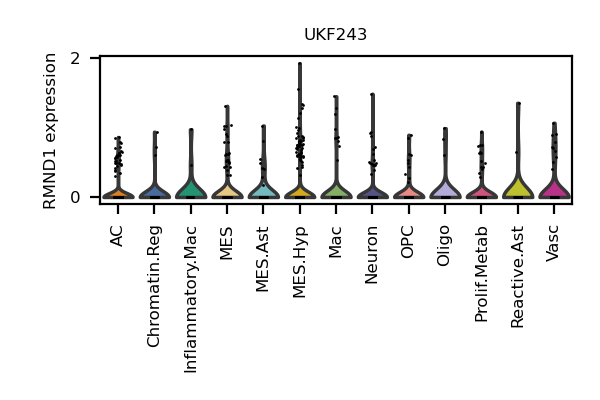 UKF243
RMND1 expression
2
0
AC
Chromatin.Reg
Inflammatory.Mac
MES
MES.Ast
MES.Hyp
Mac
Neuron
OPC
Oligo
Prolif.Metab
Reactive.Ast
Vasc